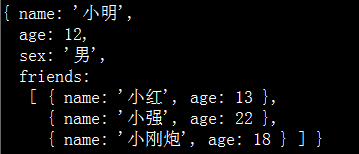 { name: '小明',
age: 12,
sex: '男',
friends:
[ { name: '小红', age: 13 },
{ name: '小强', age: 22 },
{ name: '小刚炮', age: 18 } ] }